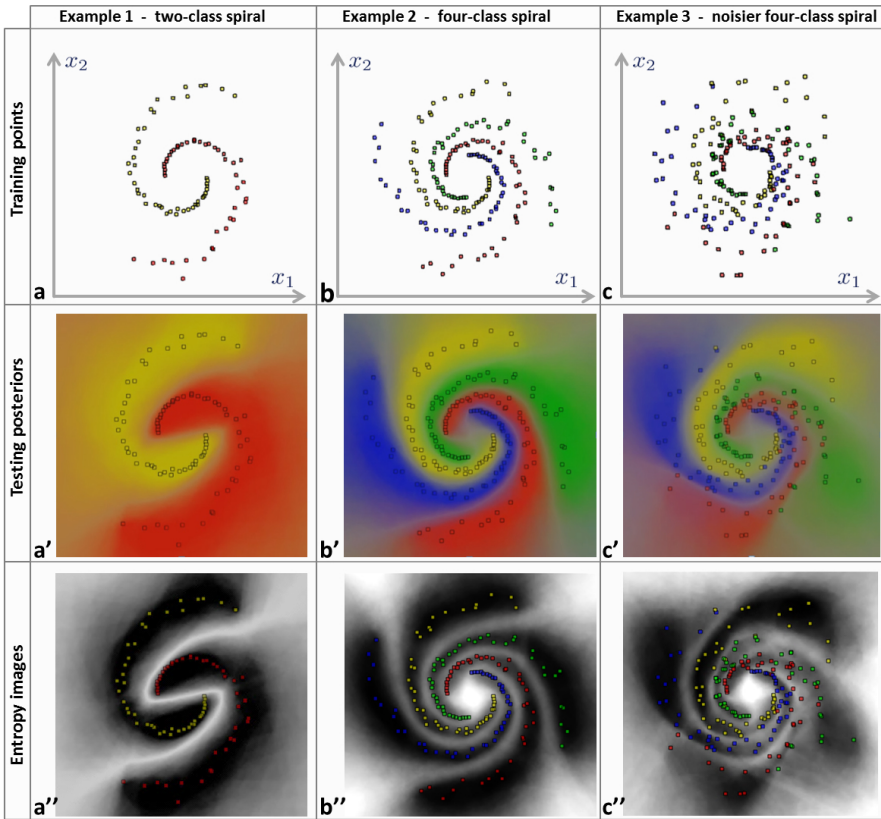 Example 1 - two-class spiral
Example 2 - four-class spiral
Example 3 - noisier four-class spiral
Training points
x₂
x₁
a
x₂
x₁
b
x₂
x₁
c
Testing posteriors
a'
b'
c'
Entropy images
a''
b''
c''